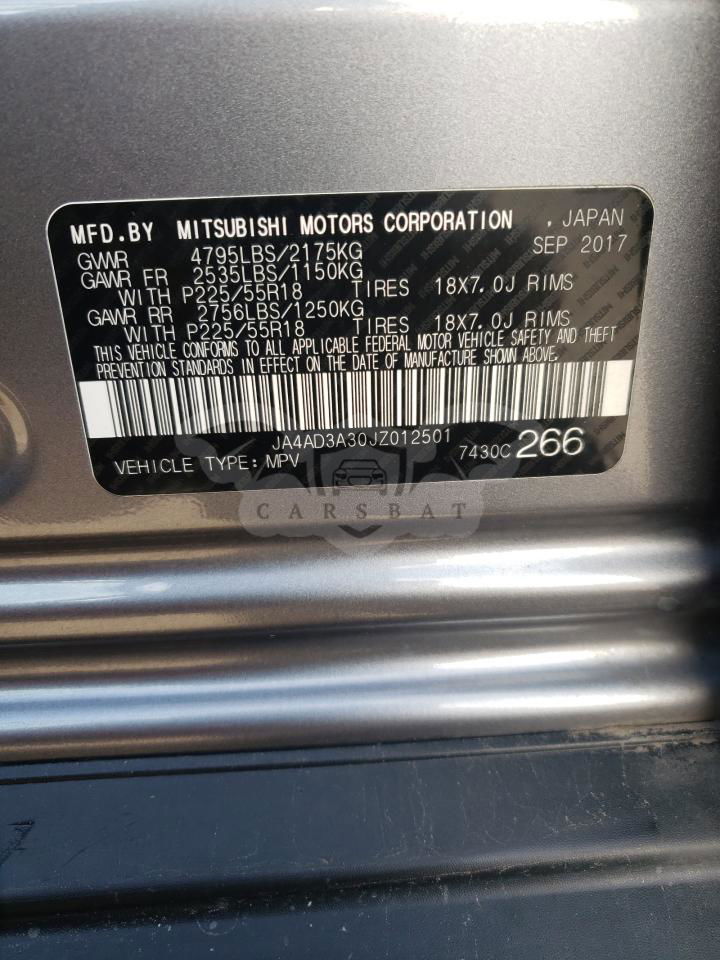 MFD.BY MITSUBISHI MOTORS CORPORATION , JAPAN
GVWR 4795LBS/2175KG SEP 2017
GAWR FR 2535LBS/1150KG
WITH P225/55R18 TIRES 18X7.0J RIMS
GAWR RR 2756LBS/1250KG
WITH P225/55R18 TIRES 18X7.0J RIMS
THIS VEHICLE CONFORMS TO ALL APPLICABLE FEDERAL MOTOR VEHICLE SAFETY AND THEFT
PREVENTION STANDARDS IN EFFECT ON THE DATE OF MANUFACTURE SHOWN ABOVE.
JA4AD3A30JZ012501
VEHICLE TYPE: MPV 7430C 266
CARSBAT